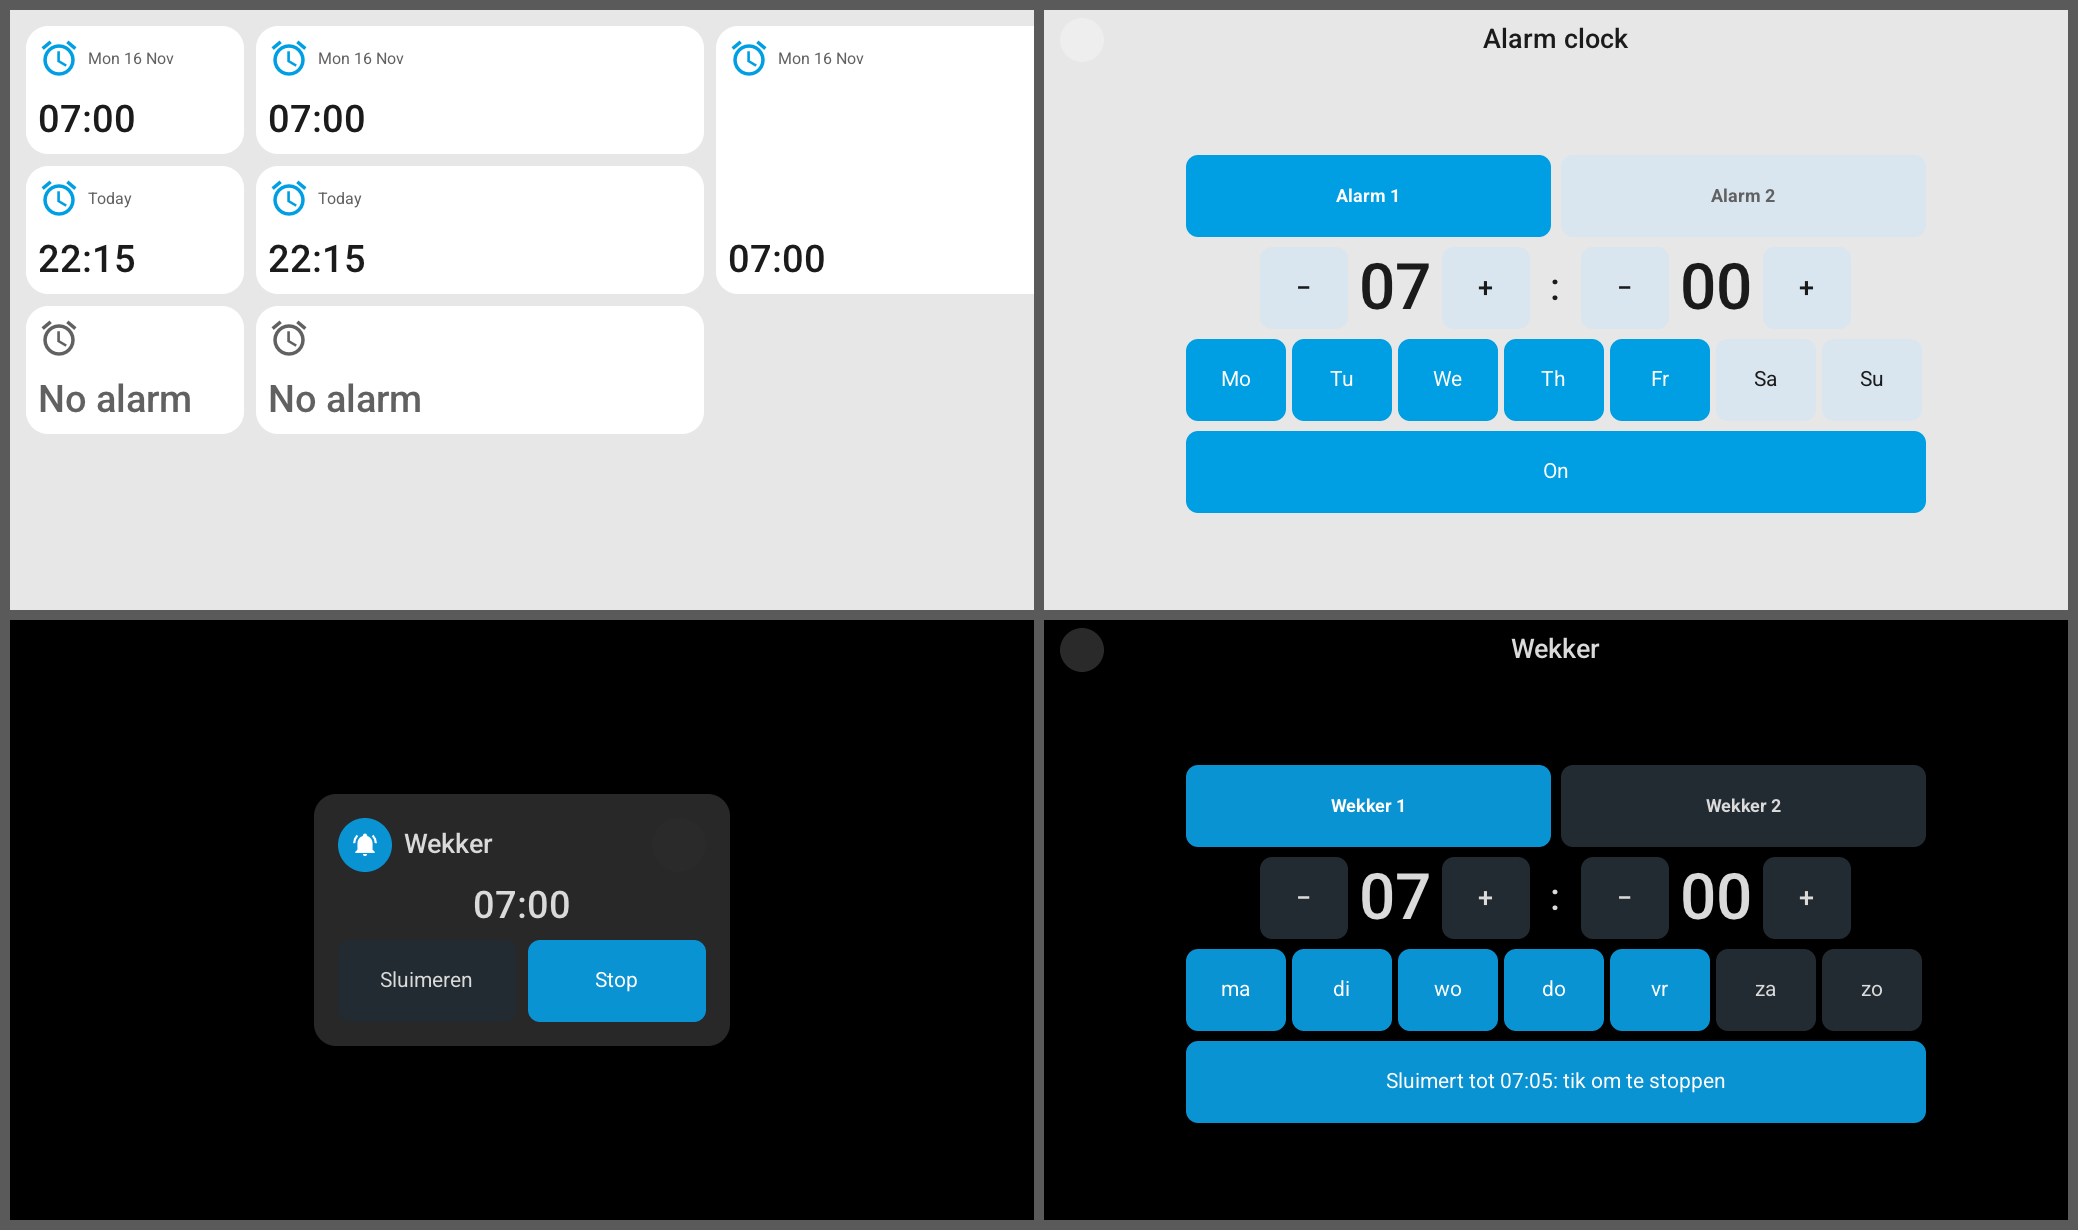 Mon 16 Nov
07:00
Mon 16 Nov
07:00
Mon 16 Nov
07:00
Today
22:15
Today
22:15
No alarm
No alarm
Alarm clock
Alarm 1
Alarm 2
− 07 + : − 00 +
Mo Tu We Th Fr Sa Su
On
Wekker
07:00
Sluimeren
Stop
Wekker
Wekker 1
Wekker 2
− 07 + : − 00 +
ma di wo do vr za zo
Sluimert tot 07:05: tik om te stoppen